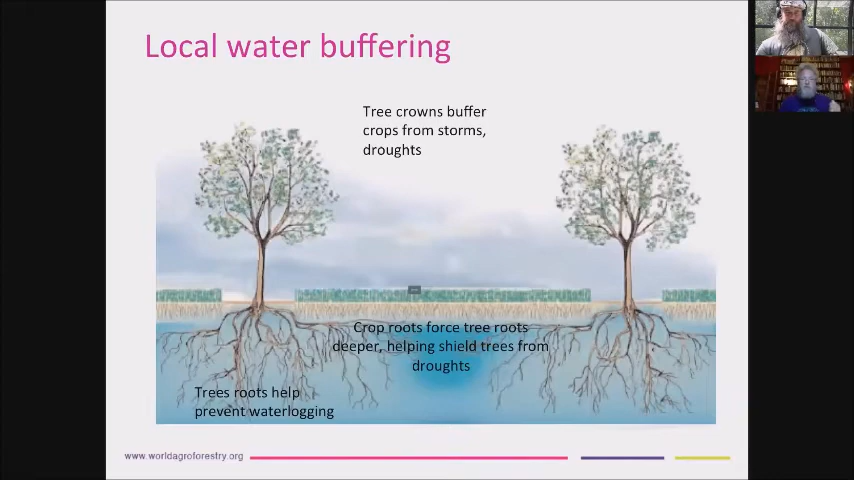 Local water buffering
Tree crowns buffer
crops from storms,
droughts
Crop roots force tree roots
deeper, helping shield trees from
droughts
Trees roots help
prevent waterlogging
www.worldagroforestry.org